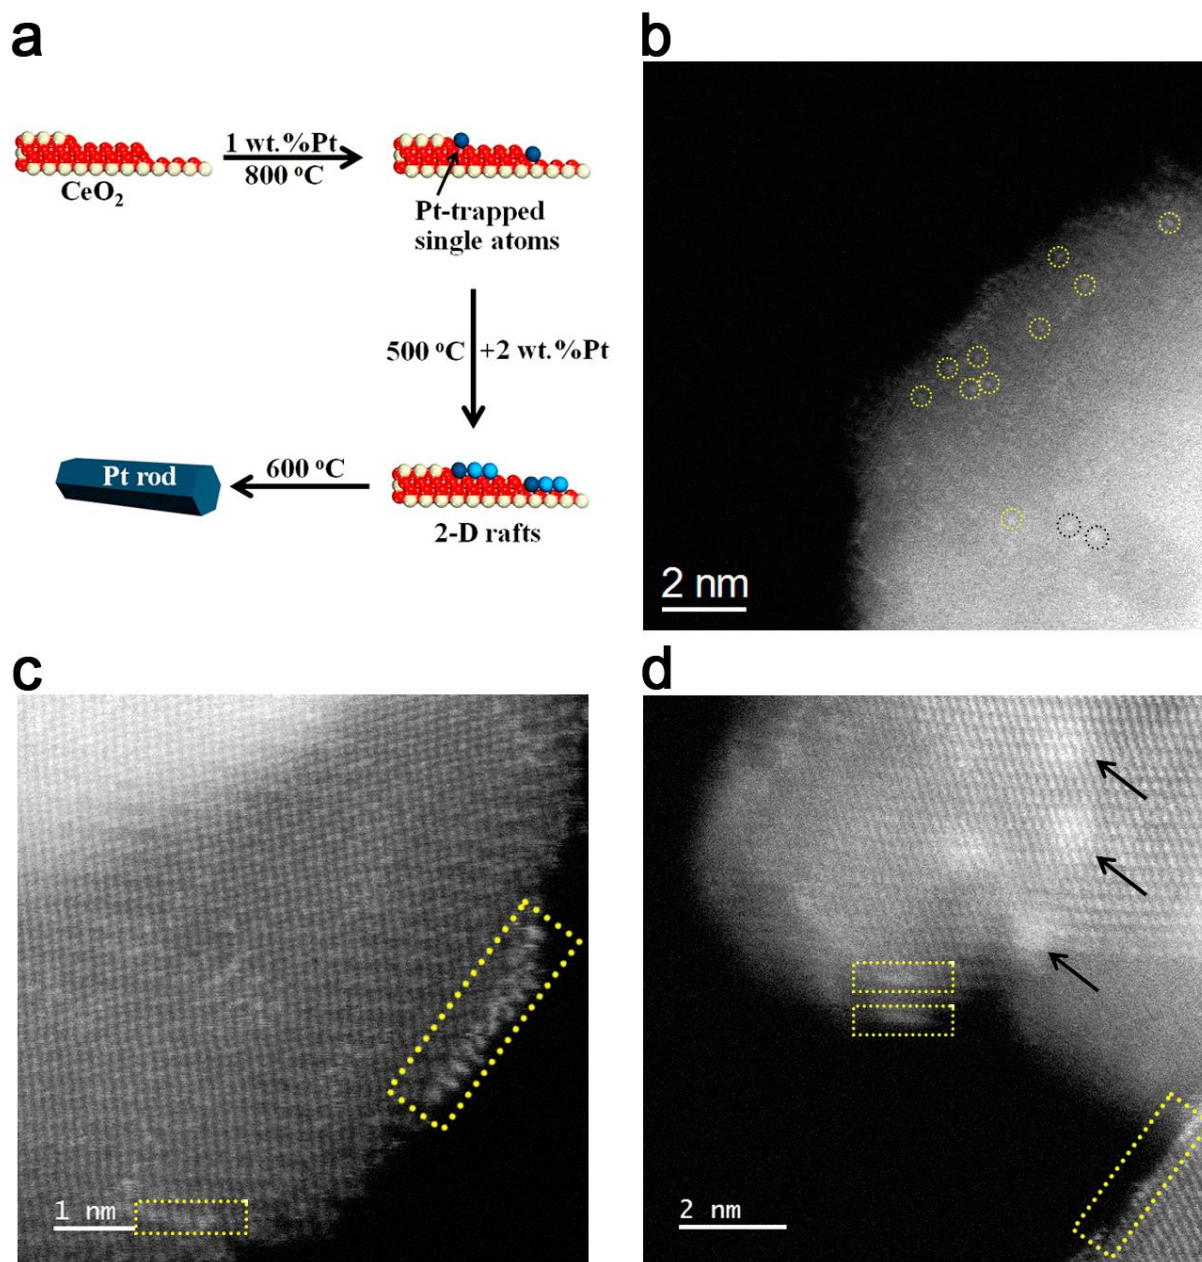 a
1 wt.%Pt
800 °C
CeO₂
Pt-trapped
single atoms
500 °C
+2 wt.%Pt
Pt rod
600 °C
2-D rafts
b
2 nm
c
1 nm
d
2 nm